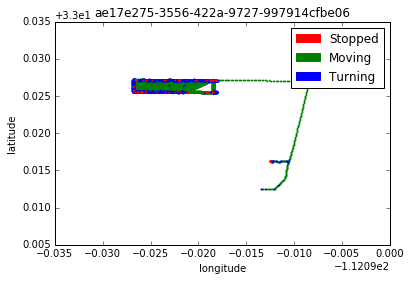 ae17e275-3556-422a-9727-997914cfbe06
+3.3e1
0.035
0.030
0.025
0.020
0.015
0.010
0.005
latitude
Stopped
Moving
Turning
−0.035 −0.030 −0.025 −0.020 −0.015 −0.010 −0.005 0.000
longitude
−1.1209e2